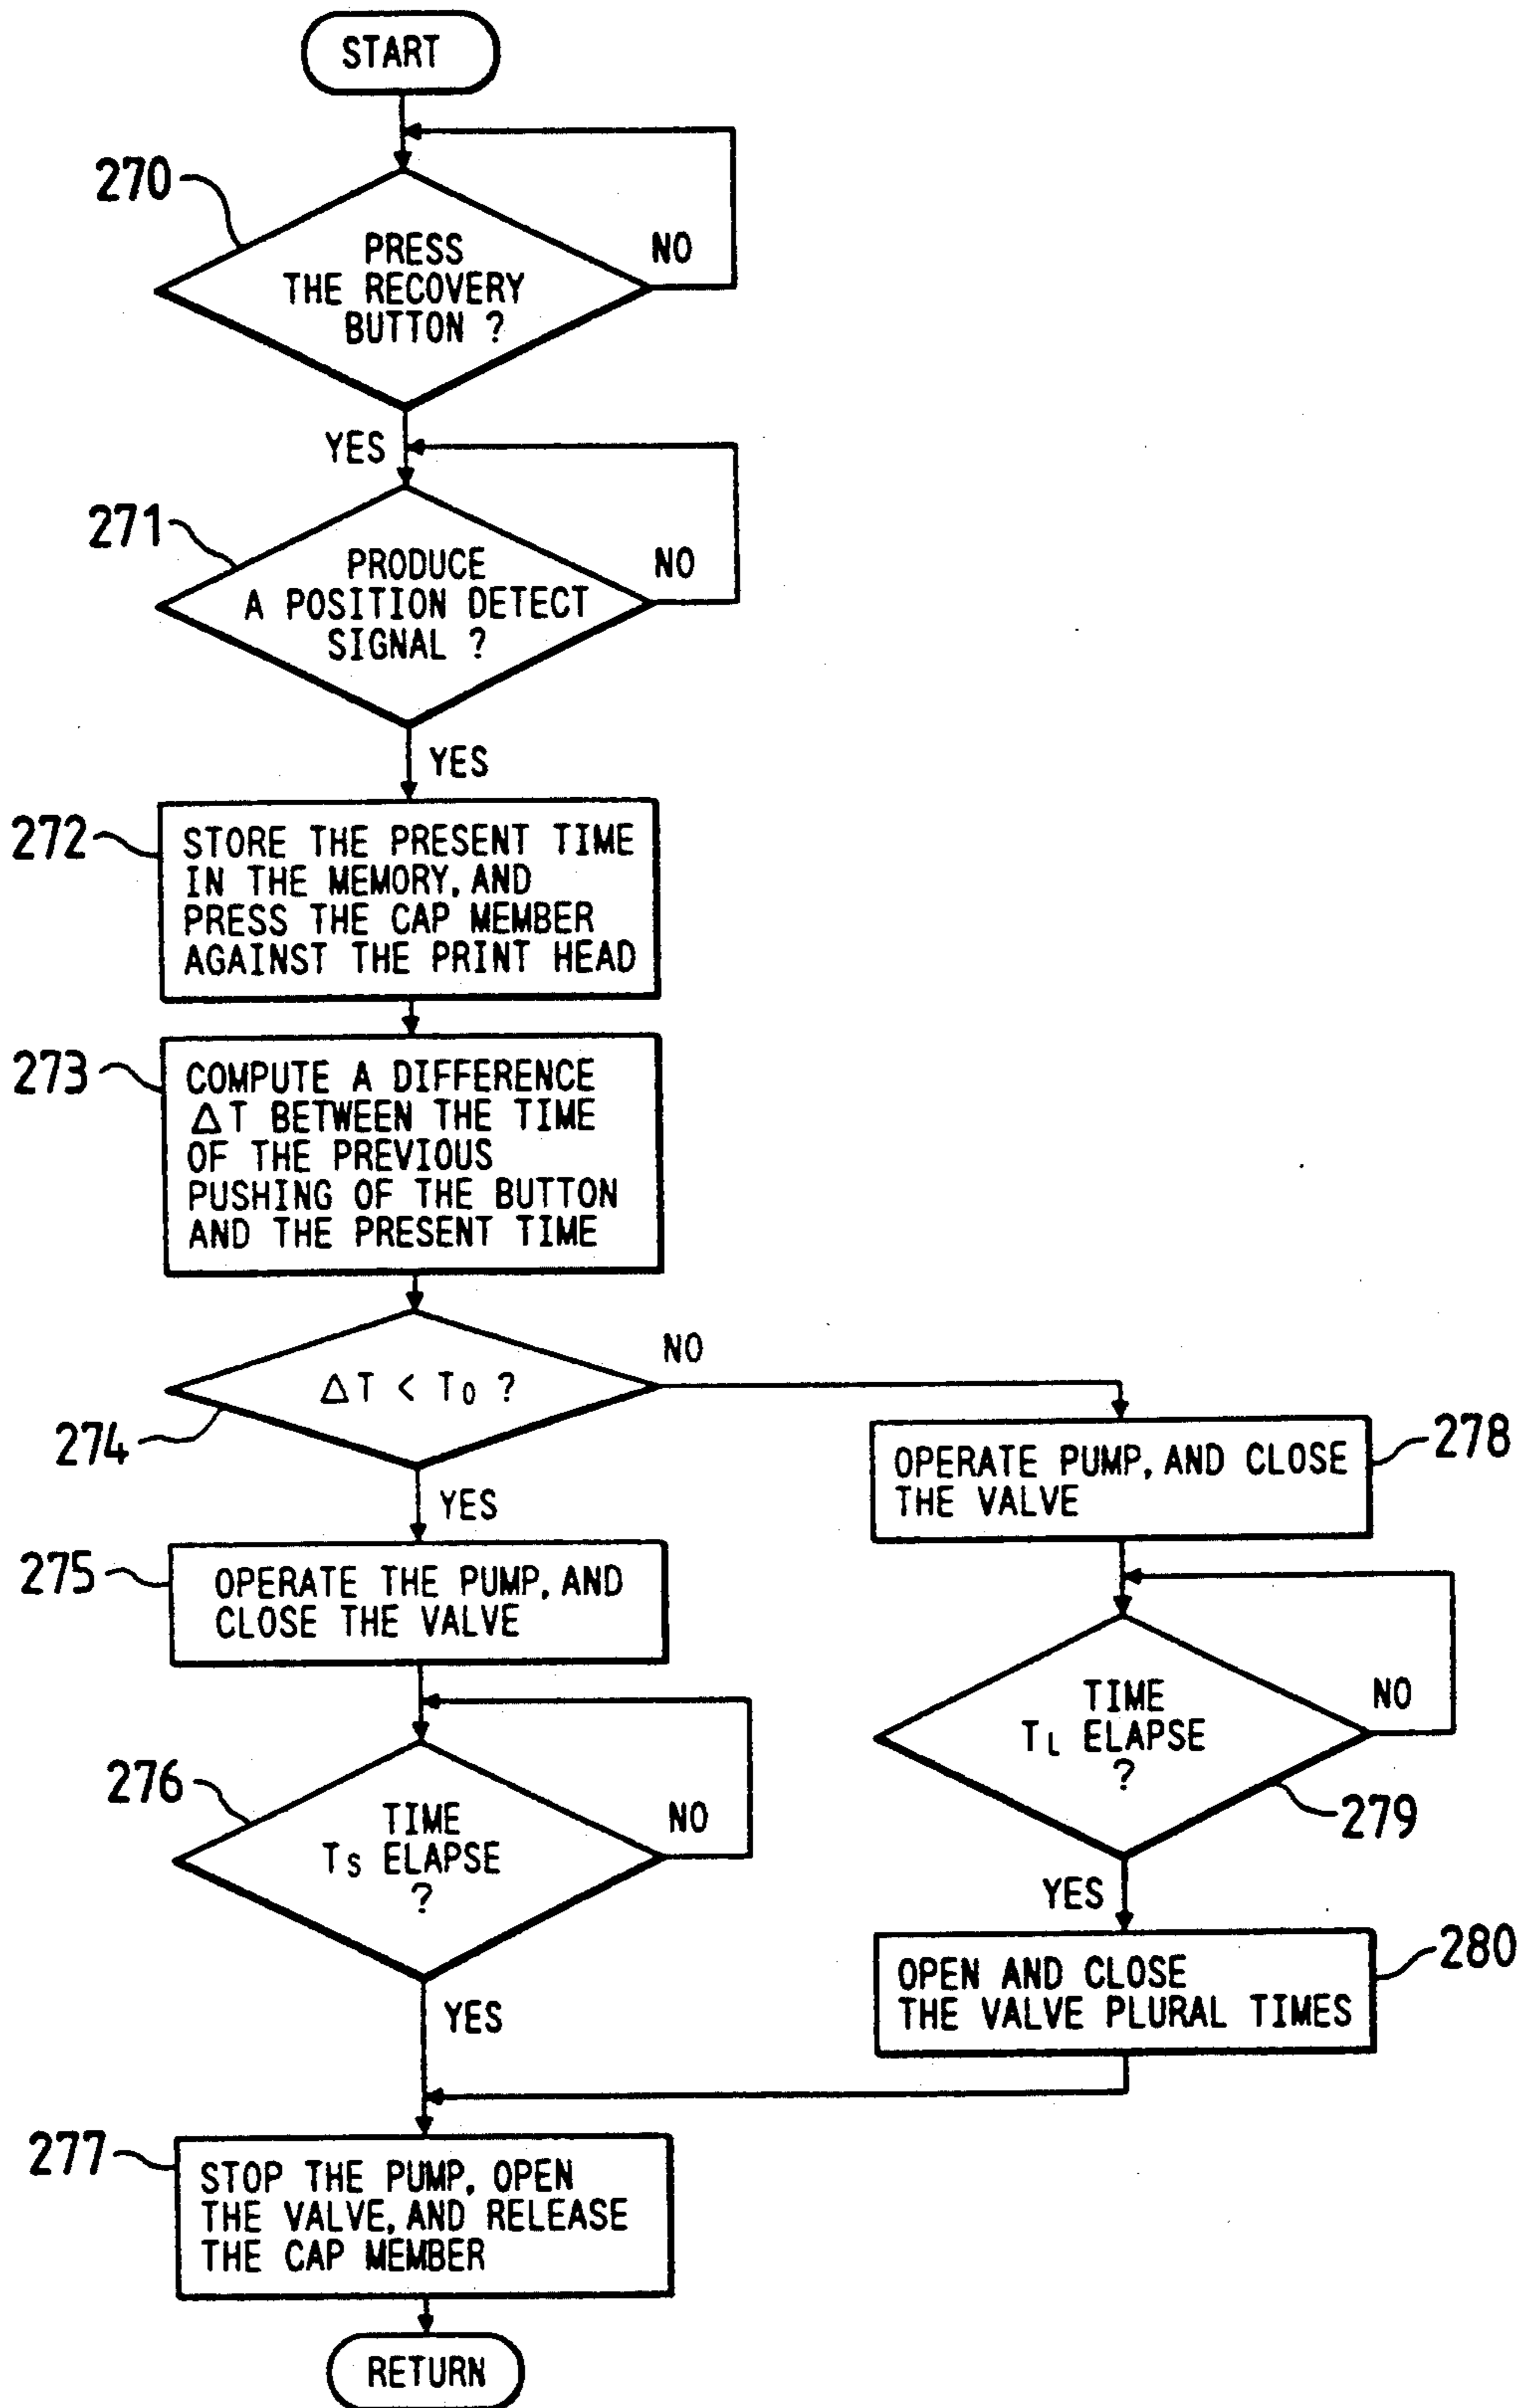 START
270
PRESS
THE RECOVERY
BUTTON ?
NO
YES
271
PRODUCE
A POSITION DETECT
SIGNAL ?
NO
YES
272
STORE THE PRESENT TIME
IN THE MEMORY, AND
PRESS THE CAP MEMBER
AGAINST THE PRINT HEAD
273
COMPUTE A DIFFERENCE
△T BETWEEN THE TIME
OF THE PREVIOUS
PUSHING OF THE BUTTON
AND THE PRESENT TIME
274
△T < T0 ?
NO
YES
275
OPERATE THE PUMP, AND
CLOSE THE VALVE
276
TIME
TS ELAPSE
?
NO
YES
278
OPERATE PUMP, AND CLOSE
THE VALVE
TIME
TL ELAPSE
?
NO
279
YES
280
OPEN AND CLOSE
THE VALVE PLURAL TIMES
277
STOP THE PUMP, OPEN
THE VALVE, AND RELEASE
THE CAP MEMBER
RETURN